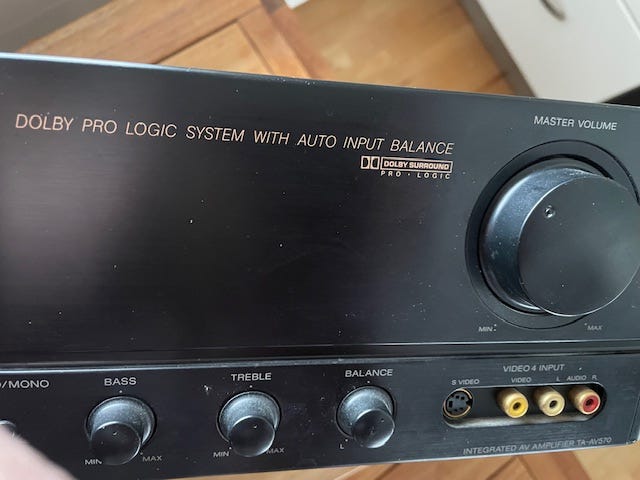 DOLBY PRO LOGIC SYSTEM WITH AUTO INPUT BALANCE
DOLBY SURROUND
PRO · LOGIC
MASTER VOLUME
MIN
MAX
/MONO
BASS
MIN
MAX
TREBLE
MIN
MAX
BALANCE
L
VIDEO 4 INPUT
S VIDEO
VIDEO
L AUDIO R
INTEGRATED AV AMPLIFIER TA-AV570